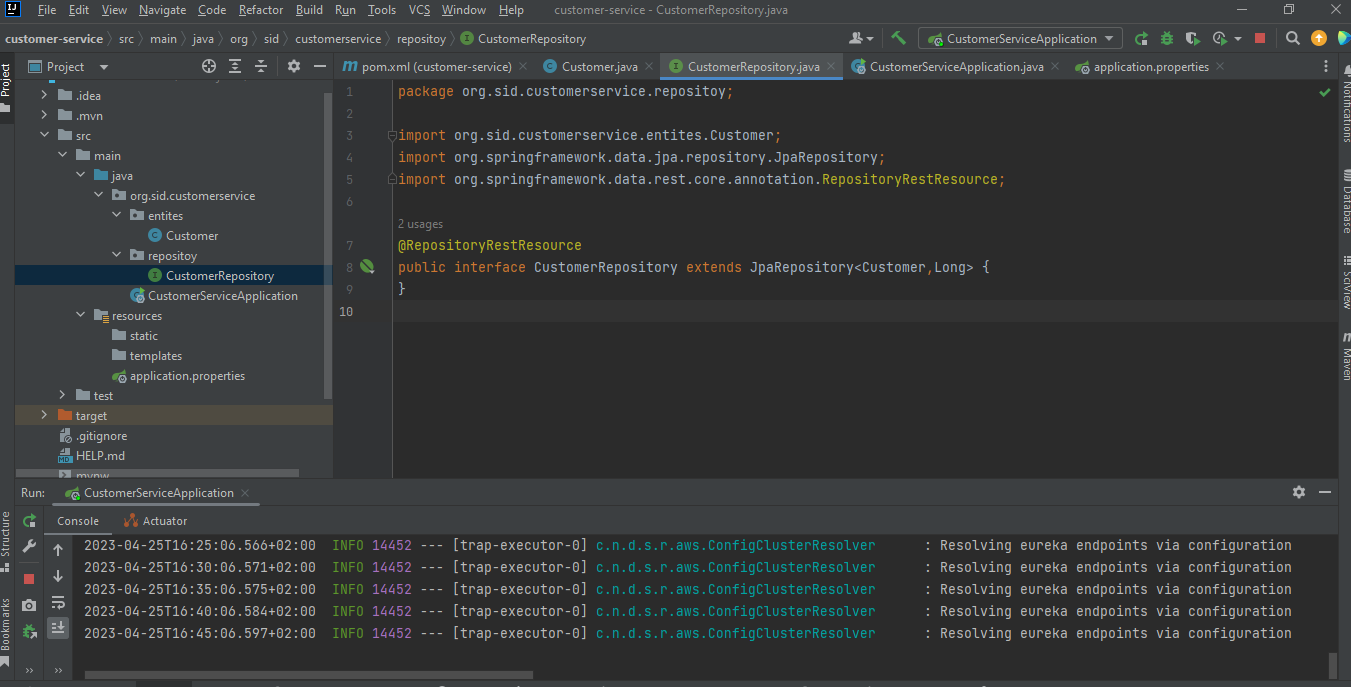 File Edit View Navigate Code Refactor Build Run Tools VCS Window Help customer-service - CustomerRepository.java
customer-service src main java org sid customerservice repositoy CustomerRepository CustomerServiceApplication
Project
Project
pom.xml (customer-service) Customer.java CustomerRepository.java CustomerServiceApplication.java application.properties
.idea
.mvn
src
main
java
org.sid.customerservice
entites
Customer
repositoy
CustomerRepository
CustomerServiceApplication
resources
static
templates
application.properties
test
target
.gitignore
HELP.md
mvnw
1 package org.sid.customerservice.repositoy;
2
3 import org.sid.customerservice.entites.Customer;
4 import org.springframework.data.jpa.repository.JpaRepository;
5 import org.springframework.data.rest.core.annotation.RepositoryRestResource;
6
2 usages
7 @RepositoryRestResource
8 public interface CustomerRepository extends JpaRepository<Customer,Long> {
9 }
10
Notifications
Database
SciView
Maven
Run: CustomerServiceApplication
Console Actuator
2023-04-25T16:25:06.566+02:00 INFO 14452 --- [trap-executor-0] c.n.d.s.r.aws.ConfigClusterResolver : Resolving eureka endpoints via configuration
2023-04-25T16:30:06.571+02:00 INFO 14452 --- [trap-executor-0] c.n.d.s.r.aws.ConfigClusterResolver : Resolving eureka endpoints via configuration
2023-04-25T16:35:06.575+02:00 INFO 14452 --- [trap-executor-0] c.n.d.s.r.aws.ConfigClusterResolver : Resolving eureka endpoints via configuration
2023-04-25T16:40:06.584+02:00 INFO 14452 --- [trap-executor-0] c.n.d.s.r.aws.ConfigClusterResolver : Resolving eureka endpoints via configuration
2023-04-25T16:45:06.597+02:00 INFO 14452 --- [trap-executor-0] c.n.d.s.r.aws.ConfigClusterResolver : Resolving eureka endpoints via configuration
Structure
Bookmarks